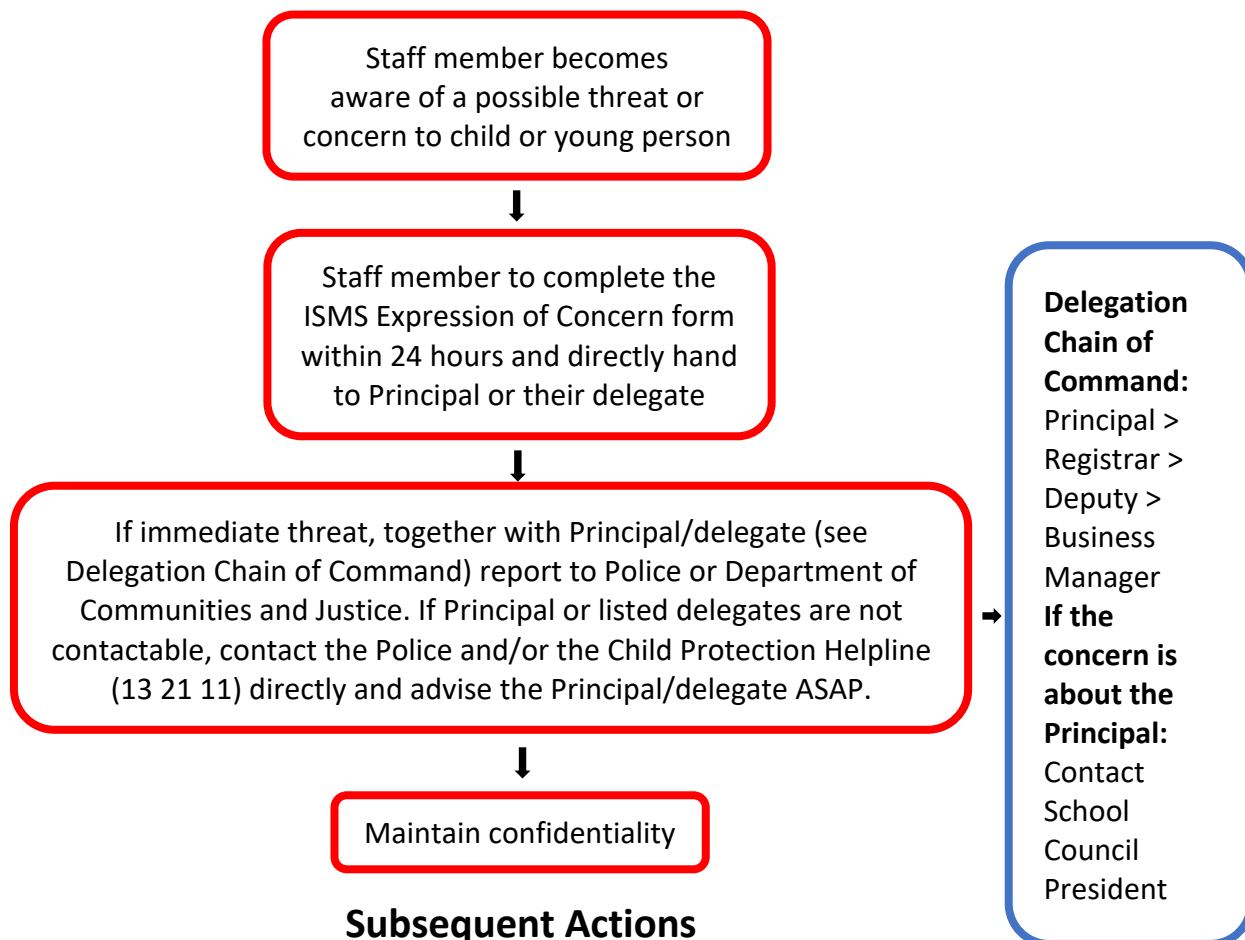 Staff member becomes
aware of a possible threat or
concern to child or young person
Staff member to complete the
ISMS Expression of Concern form
within 24 hours and directly hand
to Principal or their delegate
If immediate threat, together with Principal/delegate (see
Delegation Chain of Command) report to Police or Department of
Communities and Justice. If Principal or listed delegates are not
contactable, contact the Police and/or the Child Protection Helpline
(13 21 11) directly and advise the Principal/delegate ASAP.
Delegation
Chain of
Command:
Principal >
Registrar >
Deputy >
Business
Manager
If the
concern is
about the
Principal:
Contact
School
Council
President
Maintain confidentiality
Subsequent Actions